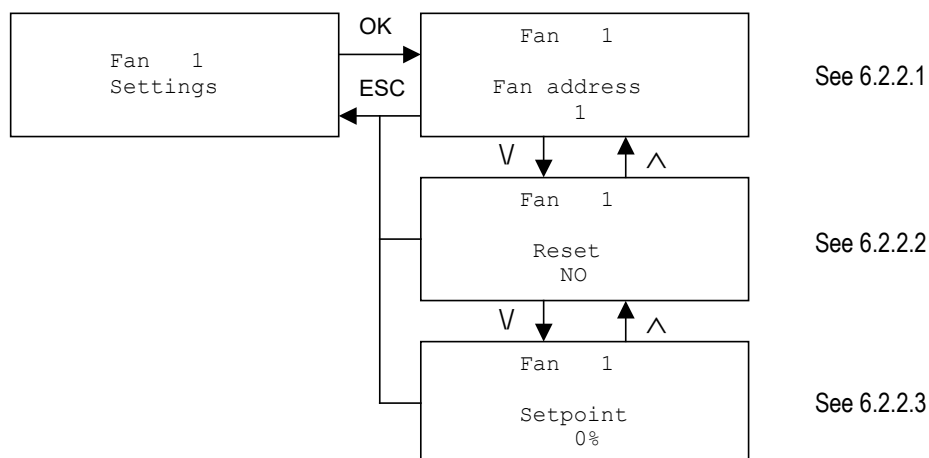 Fan 1
Settings
OK
ESC
Fan 1
Fan address
1
See 6.2.2.1
\/
/\
Fan 1
Reset
NO
See 6.2.2.2
\/
/\
Fan 1
Setpoint
0%
See 6.2.2.3